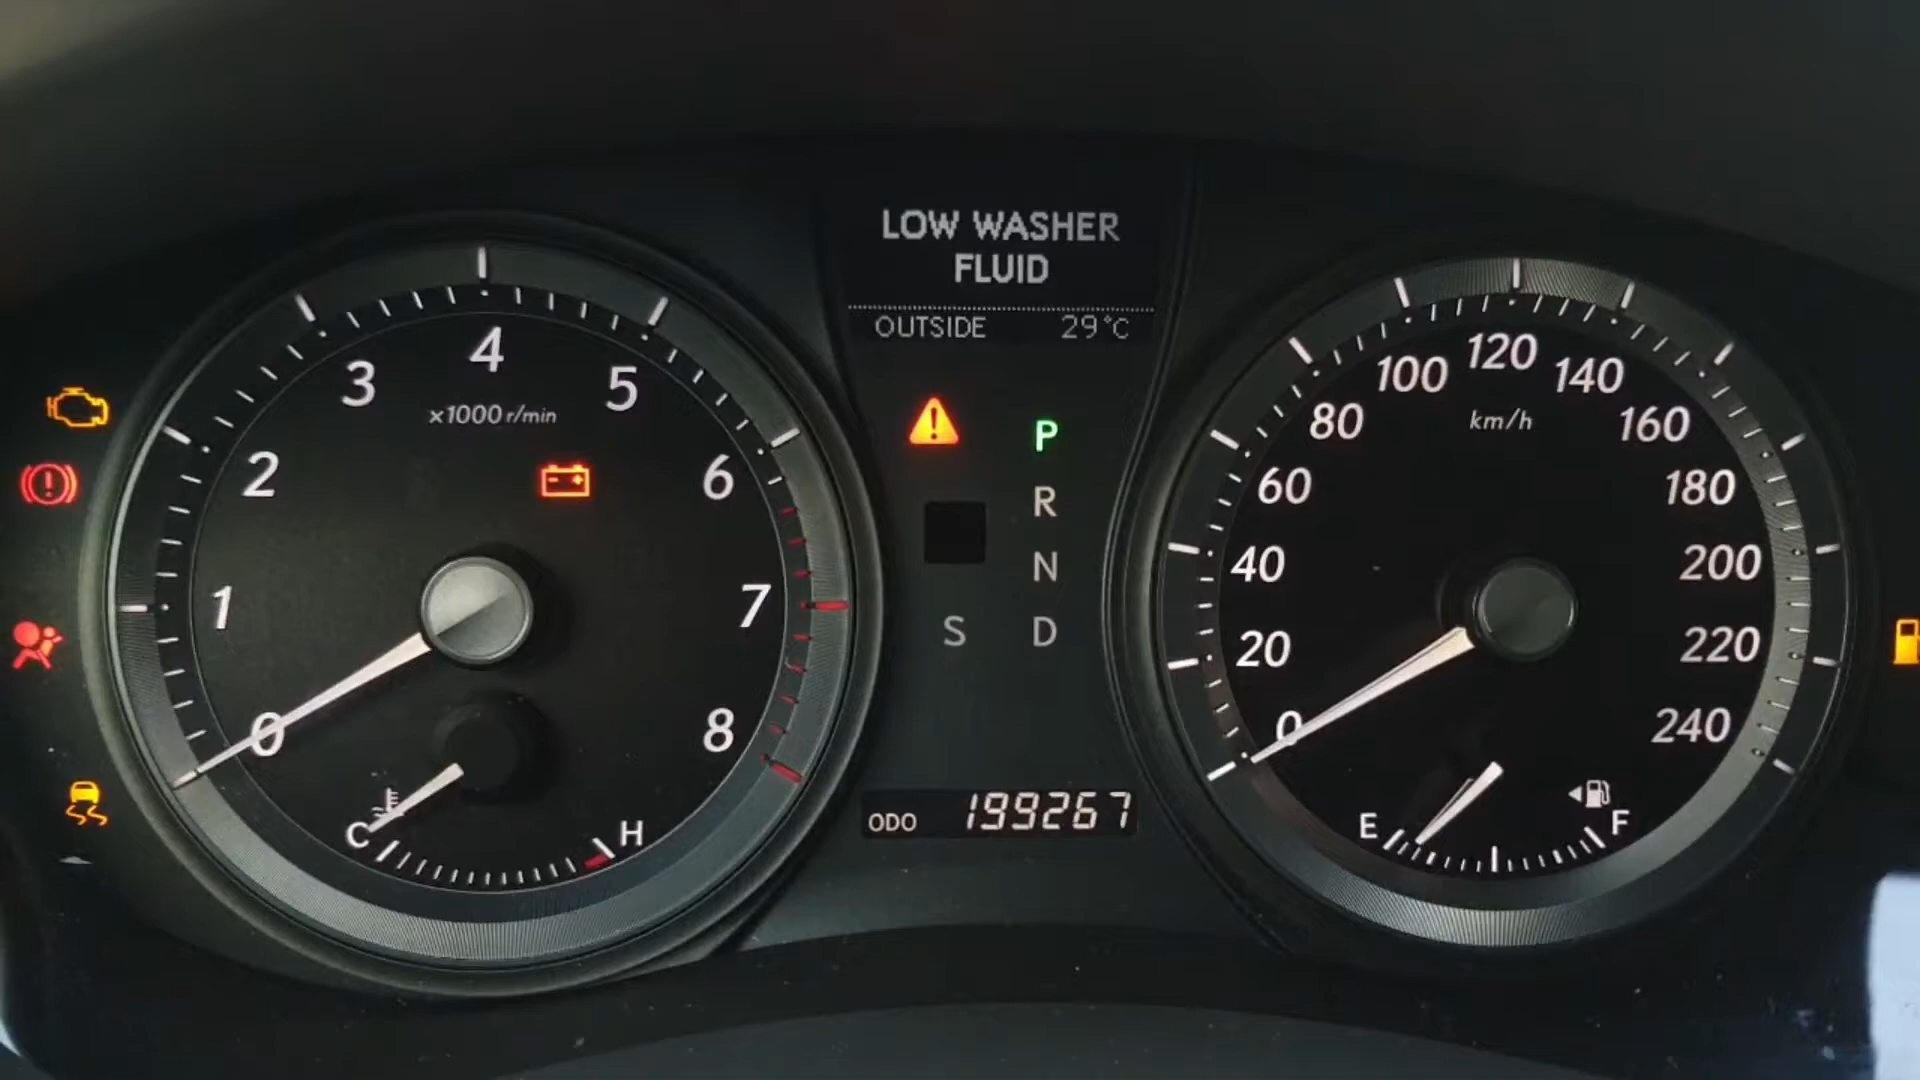 LOW WASHER
FLUID
OUTSIDE 29°C
0 1 2 3 4 5 6 7 8
x1000 r/min
C H
P
R
N
S D
ODO 199267
0 20 40 60 80 100 120 140 160 180 200 220 240
km/h
E F